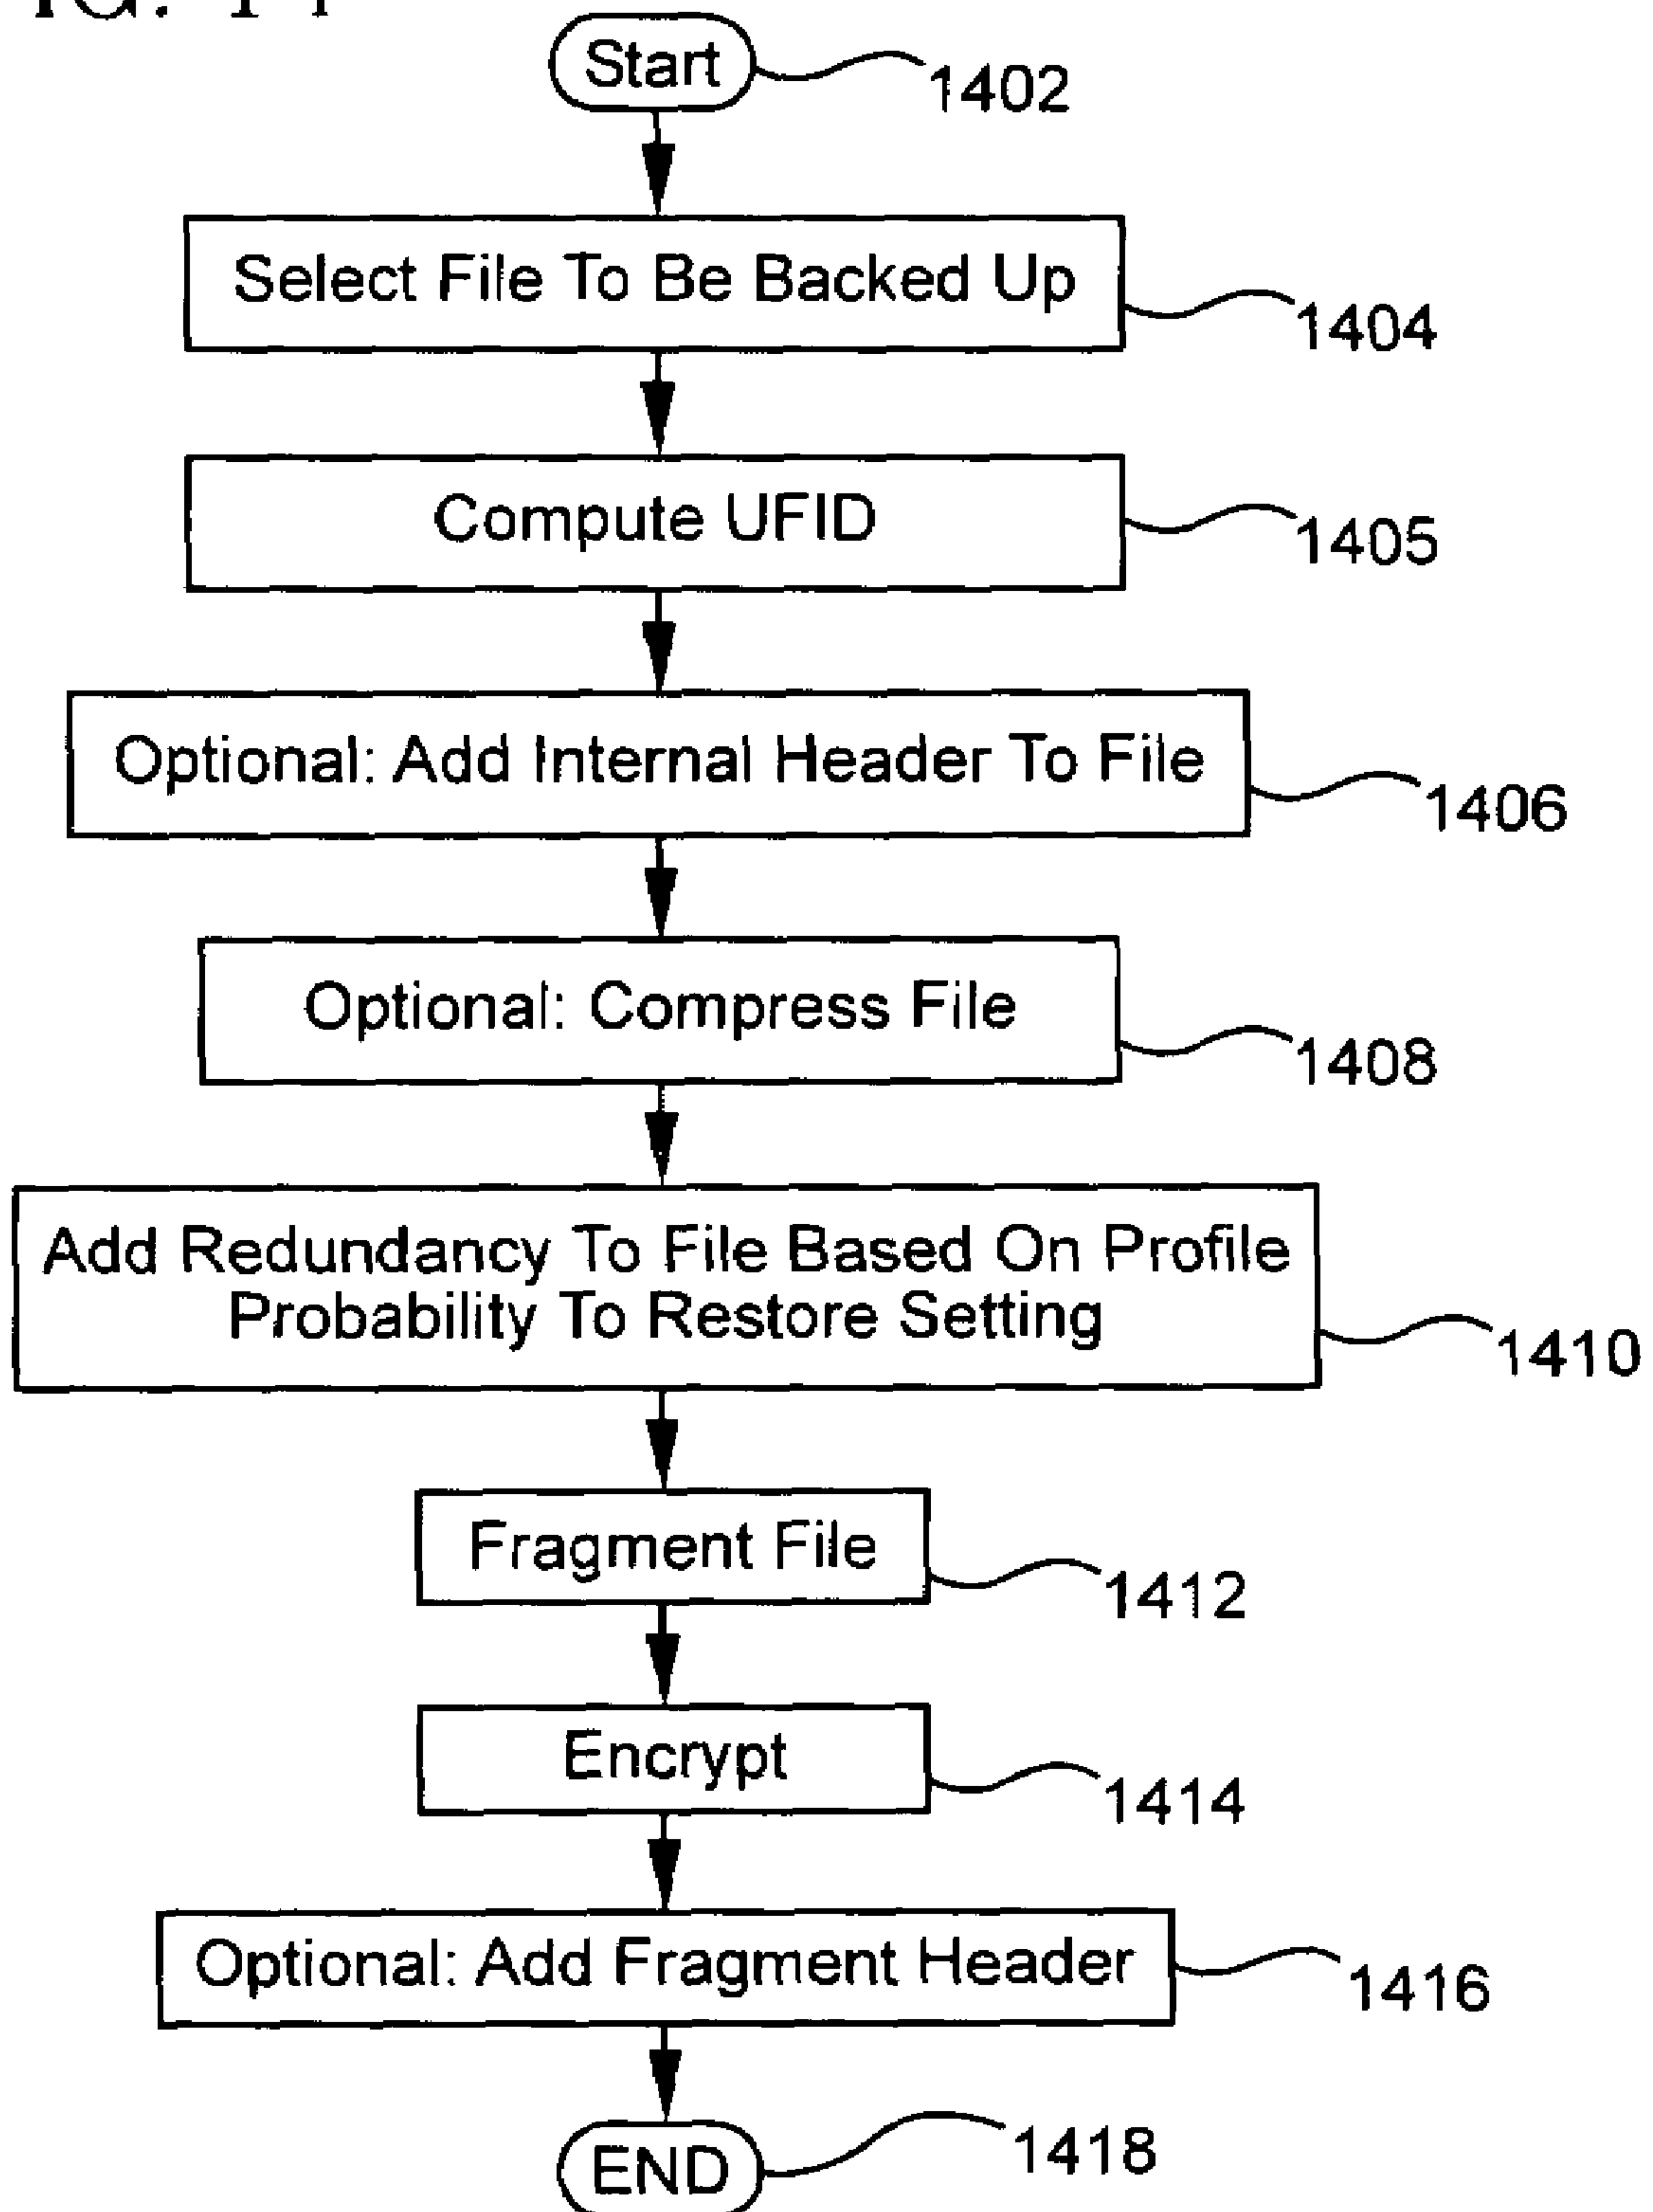 FIG. 14
Start
1402
Select File To Be Backed Up
1404
Compute UFID
1405
Optional: Add Internal Header To File
1406
Optional: Compress File
1408
Add Redundancy To File Based On Profile
Probability To Restore Setting
1410
Fragment File
1412
Encrypt
1414
Optional: Add Fragment Header
1416
END
1418